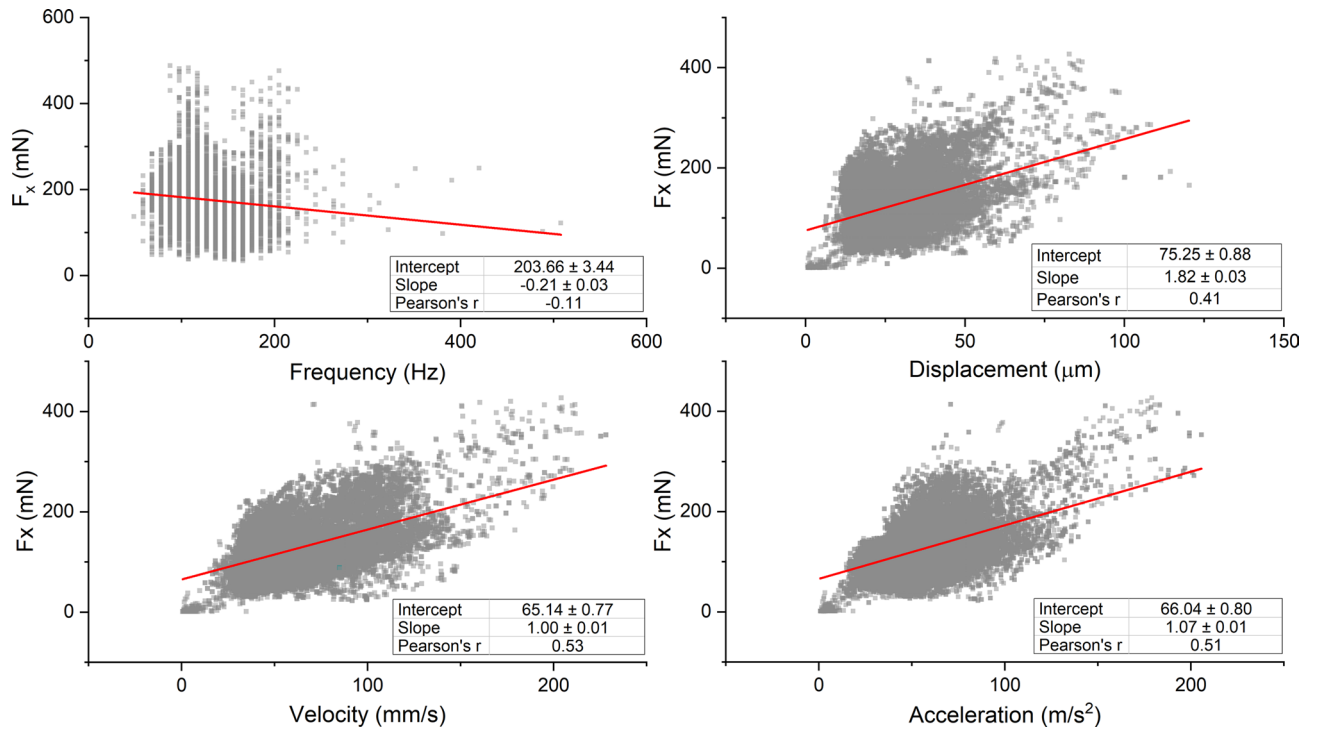 600
400
200
0
F x (mN)
Intercept 203.66 ± 3.44
Slope -0.21 ± 0.03
Pearson's r -0.11
0 200 400 600
Frequency (Hz)
400
200
0
Fx (mN)
Intercept 75.25 ± 0.88
Slope 1.82 ± 0.03
Pearson's r 0.41
0 50 100 150
Displacement (μm)
400
200
0
Fx (mN)
Intercept 65.14 ± 0.77
Slope 1.00 ± 0.01
Pearson's r 0.53
0 100 200
Velocity (mm/s)
400
200
0
Fx (mN)
Intercept 66.04 ± 0.80
Slope 1.07 ± 0.01
Pearson's r 0.51
0 100 200
Acceleration (m/s²)